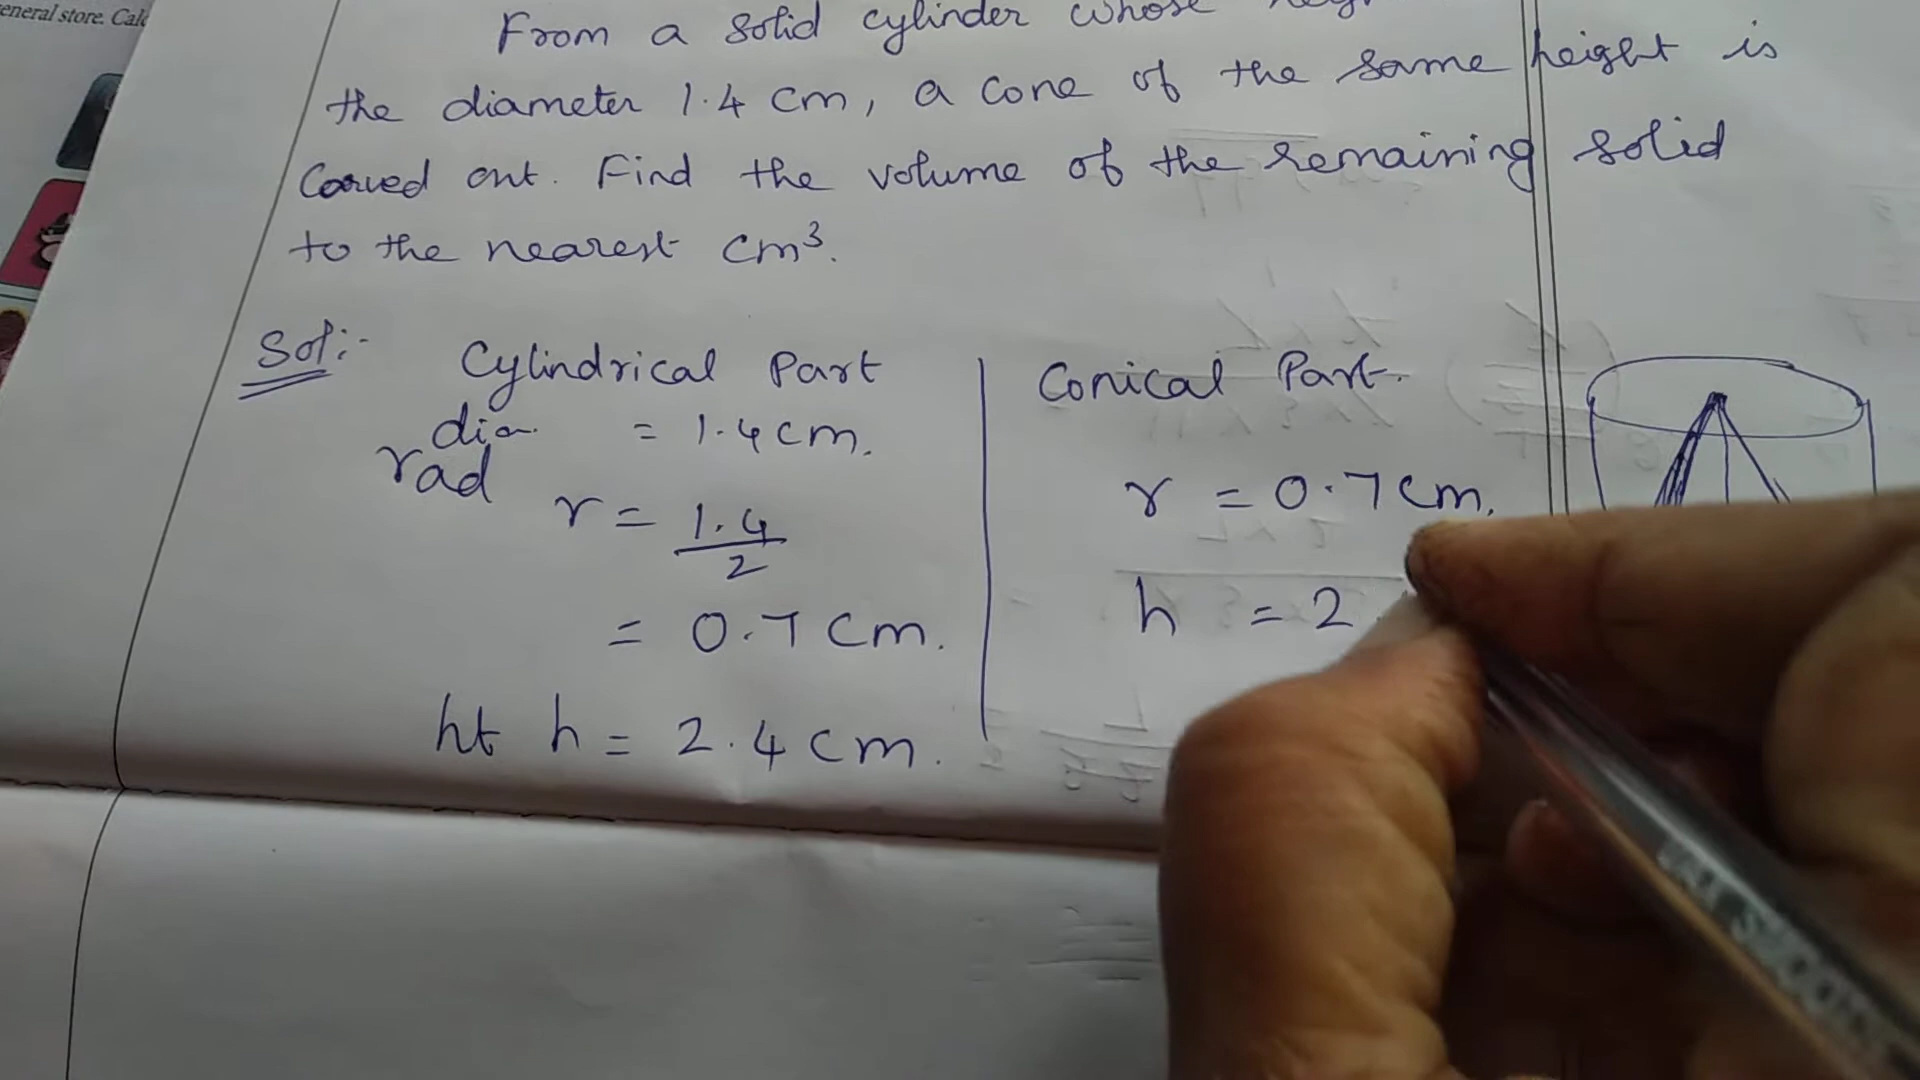 eneral store. Calc
From a solid cylinder whose
the diameter 1.4 cm, a cone of the same height is
Carved out. Find the volume of the remaining solid
to the nearest cm³.
Sol:-
Cylindrical Part
dia. = 1.4 cm.
rad r = 1.4/2
= 0.7 cm.
ht h = 2.4 cm.
Conical Part.
r = 0.7 cm.
h = 2.